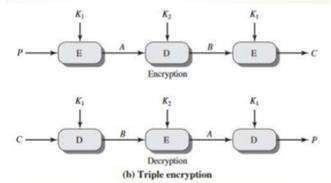 K₁ K₂ K₁
P E A D B E C
Encryption
K₁ K₂ K₁
C D B E A D P
Decryption
(b) Triple encryption